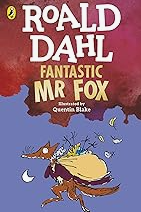 ROALD
DAHL
FANTASTIC
MR FOX
Illustrated by
Quentin Blake